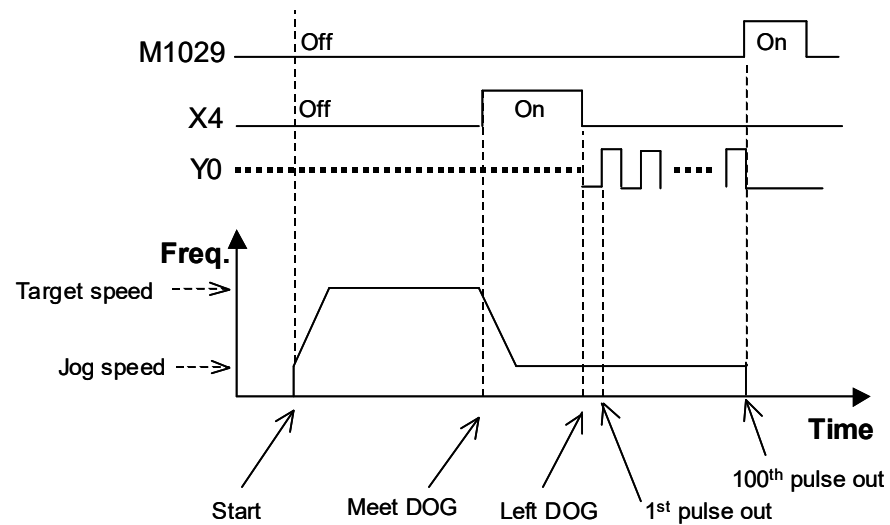 M1029 Off On
X4 Off On
Y0
Freq.
Target speed
Jog speed
Time
Start Meet DOG Left DOG 1st pulse out 100th pulse out